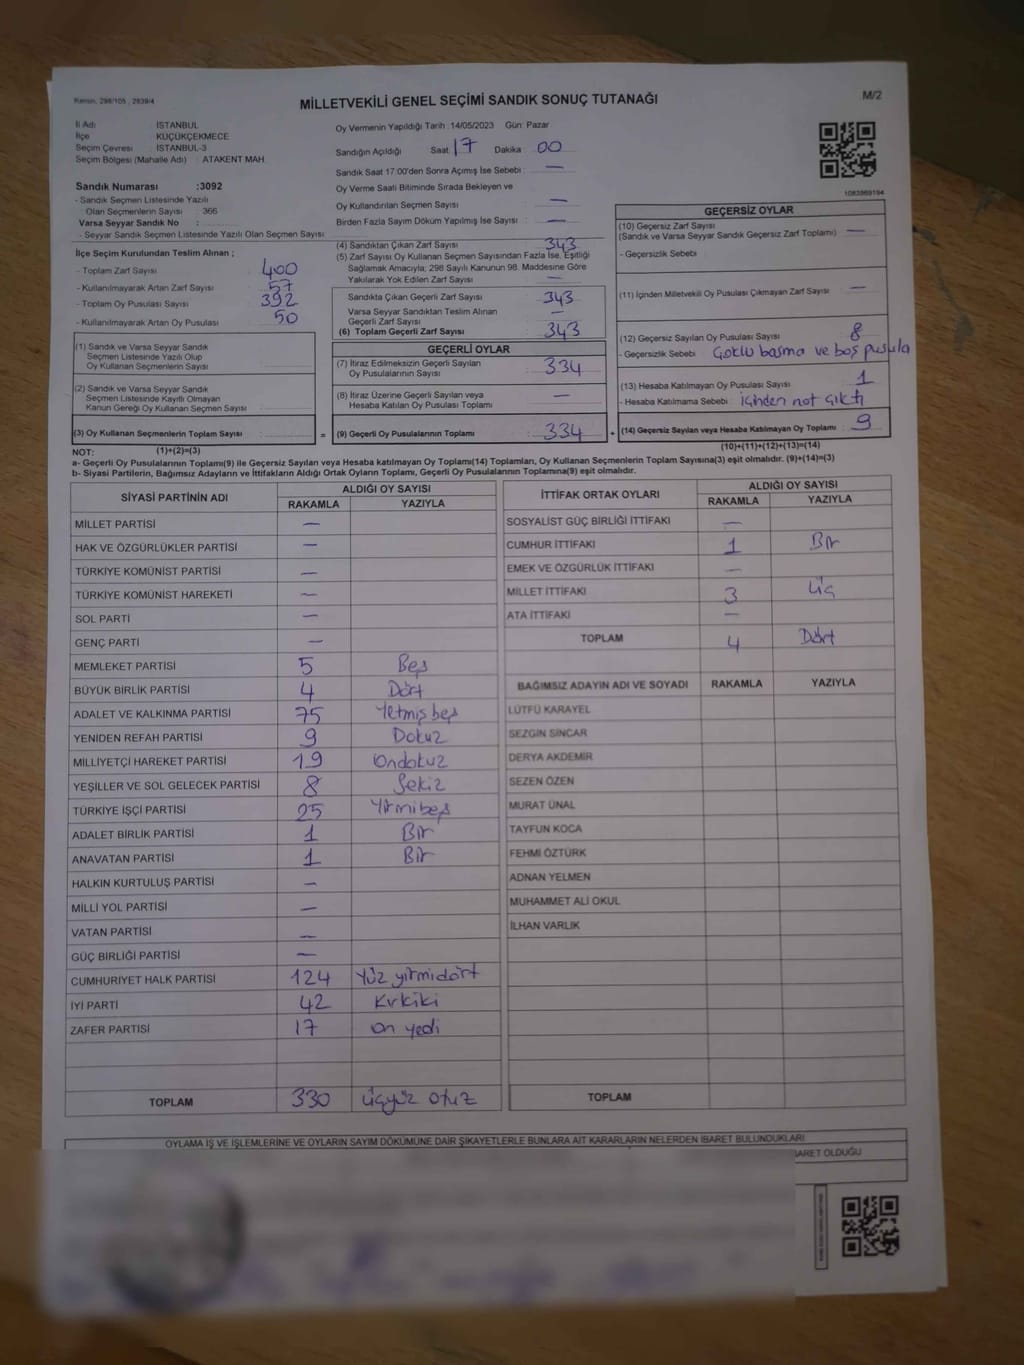 Kanun, 298/105 , 2839/4
MİLLETVEKİLİ GENEL SEÇİMİ SANDIK SONUÇ TUTANAĞI
M/2
İl Adı İSTANBUL
İlçe KÜÇÜKÇEKMECE
Seçim Çevresi : İSTANBUL-3
Seçim Bölgesi (Mahalle Adı) : ATAKENT MAH.
Sandık Numarası :3092
- Sandık Seçmen Listesinde Yazılı
Olan Seçmenlerin Sayısı : 366
Varsa Seyyar Sandık No :
- Seyyar Sandık Seçmen Listesinde Yazılı Olan Seçmen Sayısı
Oy Vermenin Yapıldığı Tarih : 14/05/2023 Gün: Pazar
Sandığın Açıldığı Saat 17 Dakika 00
Sandık Saat 17.00'den Sonra Açımış İse Sebebi : —
Oy Verme Saati Bitiminde Sırada Bekleyen ve
Oy Kullandırılan Seçmen Sayısı : —
Birden Fazla Sayım Döküm Yapılmış İse Sayısı : —
1083869194
İlçe Seçim Kurulundan Teslim Alınan ;
- Toplam Zarf Sayısı : 400
- Kullanılmayarak Artan Zarf Sayısı : 57
- Toplam Oy Pusulası Sayısı : 392
- Kullanılmayarak Artan Oy Pusulası : 50
(1) Sandık ve Varsa Seyyar Sandık
Seçmen Listesinde Yazılı Olup
Oy Kullanan Seçmenlerin Sayısı :
(2) Sandık ve Varsa Seyyar Sandık
Seçmen Listesinde Kayıtlı Olmayan
Kanun Gereği Oy Kullanan Seçmen Sayısı :
(3) Oy Kullanan Seçmenlerin Toplam Sayısı :
(1)+(2)=(3)
(4) Sandıktan Çıkan Zarf Sayısı : 343
(5) Zarf Sayısı Oy Kullanan Seçmen Sayısından Fazla İse, Eşitliği
Sağlamak Amacıyla; 298 Sayılı Kanunun 98. Maddesine Göre
Yakılarak Yok Edilen Zarf Sayısı : —
Sandıkta Çıkan Geçerli Zarf Sayısı : 343
Varsa Seyyar Sandıktan Teslim Alınan
Geçerli Zarf Sayısı : —
(6) Toplam Geçerli Zarf Sayısı : 343
GEÇERLİ OYLAR
(7) İtiraz Edilmeksizin Geçerli Sayılan
Oy Pusulalarının Sayısı : 334
(8) İtiraz Üzerine Geçerli Sayılan veya
Hesaba Katılan Oy Pusulası Toplamı : —
= (9) Geçerli Oy Pusulalarının Toplamı : 334 +
GEÇERSİZ OYLAR
(10) Geçersiz Zarf Sayısı
(Sandık ve Varsa Seyyar Sandık Geçersiz Zarf Toplamı) : —
- Geçersizlik Sebebi :
(11) İçinden Milletvekili Oy Pusulası Çıkmayan Zarf Sayısı : —
(12) Geçersiz Sayılan Oy Pusulası Sayısı : 8
- Geçersizlik Sebebi : Çoklu basma ve boş pusula
(13) Hesaba Katılmayan Oy Pusulası Sayısı : 1
- Hesaba Katılmama Sebebi : içinden not çıktı
(14) Geçersiz Sayılan veya Hesaba Katılmayan Oy Toplamı : 9
(10)+(11)+(12)+(13)=(14)
NOT:
a- Geçerli Oy Pusulalarının Toplamı(9) ile Geçersiz Sayılan veya Hesaba katılmayan Oy Toplamı(14) Toplamları, Oy Kullanan Seçmenlerin Toplam Sayısına(3) eşit olmalıdır. (9)+(14)=(3)
b- Siyasi Partilerin, Bağımsız Adayların ve İttifakların Aldığı Ortak Oyların Toplamı, Geçerli Oy Pusulalarının Toplamına(9) eşit olmalıdır.
SİYASİ PARTİNİN ADI ALDIĞI OY SAYISI
RAKAMLA YAZIYLA
MİLLET PARTİSİ —
HAK VE ÖZGÜRLÜKLER PARTİSİ —
TÜRKİYE KOMÜNİST PARTİSİ —
TÜRKİYE KOMÜNİST HAREKETİ —
SOL PARTİ —
GENÇ PARTİ —
MEMLEKET PARTİSİ 5 Beş
BÜYÜK BİRLİK PARTİSİ 4 Dört
ADALET VE KALKINMA PARTİSİ 75 Yetmişbeş
YENİDEN REFAH PARTİSİ 9 Dokuz
MİLLİYETÇİ HAREKET PARTİSİ 19 Ondokuz
YEŞİLLER VE SOL GELECEK PARTİSİ 8 Sekiz
TÜRKİYE İŞÇİ PARTİSİ 25 Yirmibeş
ADALET BİRLİK PARTİSİ 1 Bir
ANAVATAN PARTİSİ 1 Bir
HALKIN KURTULUŞ PARTİSİ —
MİLLİ YOL PARTİSİ —
VATAN PARTİSİ —
GÜÇ BİRLİĞİ PARTİSİ —
CUMHURİYET HALK PARTİSİ 124 Yüz yirmidört
İYİ PARTİ 42 Kırkiki
ZAFER PARTİSİ 17 on yedi
TOPLAM 330 üçyüz otuz
İTTİFAK ORTAK OYLARI ALDIĞI OY SAYISI
RAKAMLA YAZIYLA
SOSYALİST GÜÇ BİRLİĞİ İTTİFAKI —
CUMHUR İTTİFAKI 1 Bir
EMEK VE ÖZGÜRLÜK İTTİFAKI —
MİLLET İTTİFAKI 3 üç
ATA İTTİFAKI —
TOPLAM 4 Dört
BAĞIMSIZ ADAYIN ADI VE SOYADI RAKAMLA YAZIYLA
LÜTFÜ KARAYEL
SEZGİN SİNCAR
DERYA AKDEMİR
SEZEN ÖZEN
MURAT ÜNAL
TAYFUN KOCA
FEHMİ ÖZTÜRK
ADNAN YELMEN
MUHAMMET ALİ OKUL
İLHAN VARLIK
TOPLAM
OYLAMA İŞ VE İŞLEMLERİNE VE OYLARIN SAYIM DÖKÜMÜNE DAİR ŞİKAYETLERLE BUNLARA AİT KARARLARIN NELERDEN İBARET BULUNDUKLARI
İBARET OLDUĞU